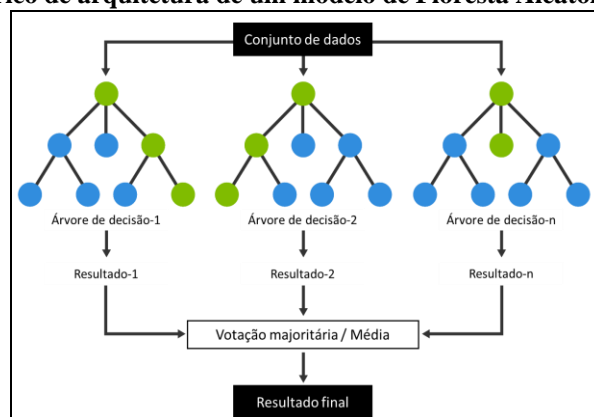 de arquitetura de um modelo de Floresta
Conjunto de dados
Árvore de decisão-1
Árvore de decisão-2
Árvore de decisão-n
Resultado-1
Resultado-2
Resultado-n
Votação majoritária / Média
Resultado final